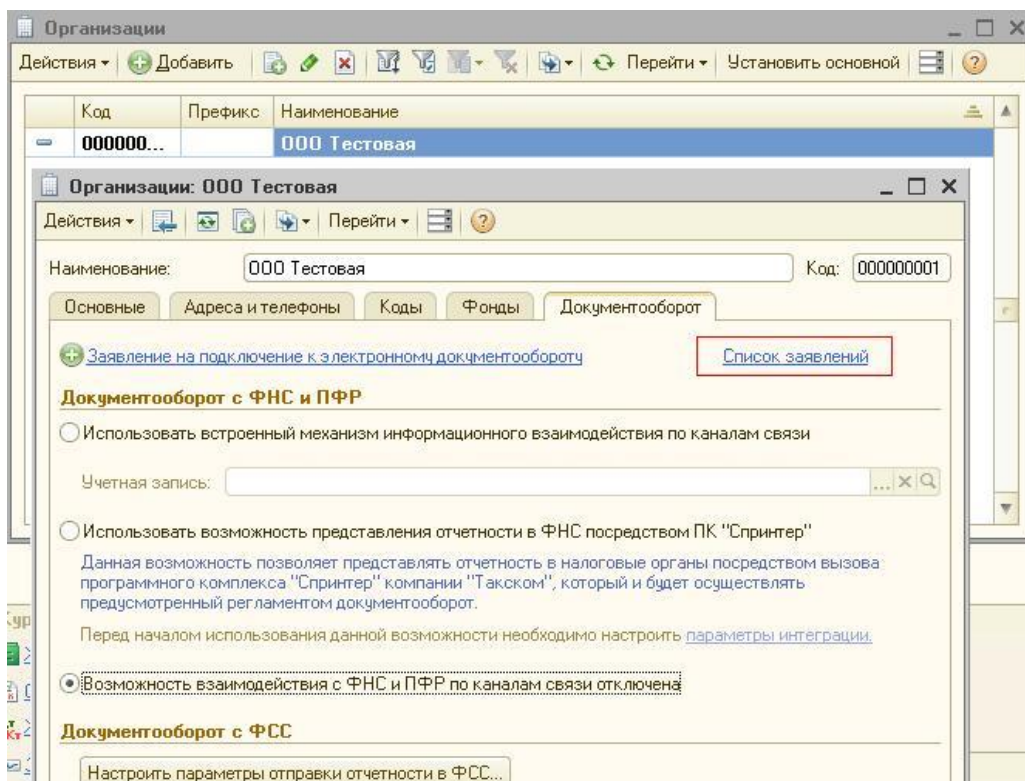 Организации
Действия Добавить Перейти Установить основной
Код Префикс Наименование
000000... ООО Тестовая
Организации: ООО Тестовая
Действия Перейти
Наименование: ООО Тестовая Код: 000000001
Основные Адреса и телефоны Коды Фонды Документооборот
Заявление на подключение к электронному документообороту Список заявлений
Документооборот с ФНС и ПФР
Использовать встроенный механизм информационного взаимодействия по каналам связи
Учетная запись: ...
Использовать возможность представления отчетности в ФНС посредством ПК "Спринтер"
Данная возможность позволяет представлять отчетность в налоговые органы посредством вызова
программного комплекса "Спринтер" компании "Такском", который и будет осуществлять
предусмотренный регламентом документооборот.
Перед началом использования данной возможности необходимо настроить параметры интеграции.
Возможность взаимодействия с ФНС и ПФР по каналам связи отключена
Документооборот с ФСС
Настроить параметры отправки отчетности в ФСС...